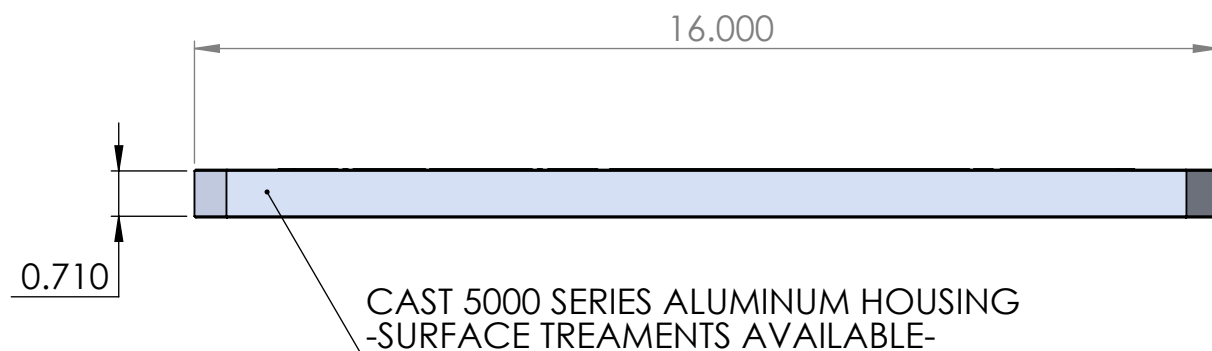 16.000
0.710
CAST 5000 SERIES ALUMINUM HOUSING
-SURFACE TREAMENTS AVAILABLE-